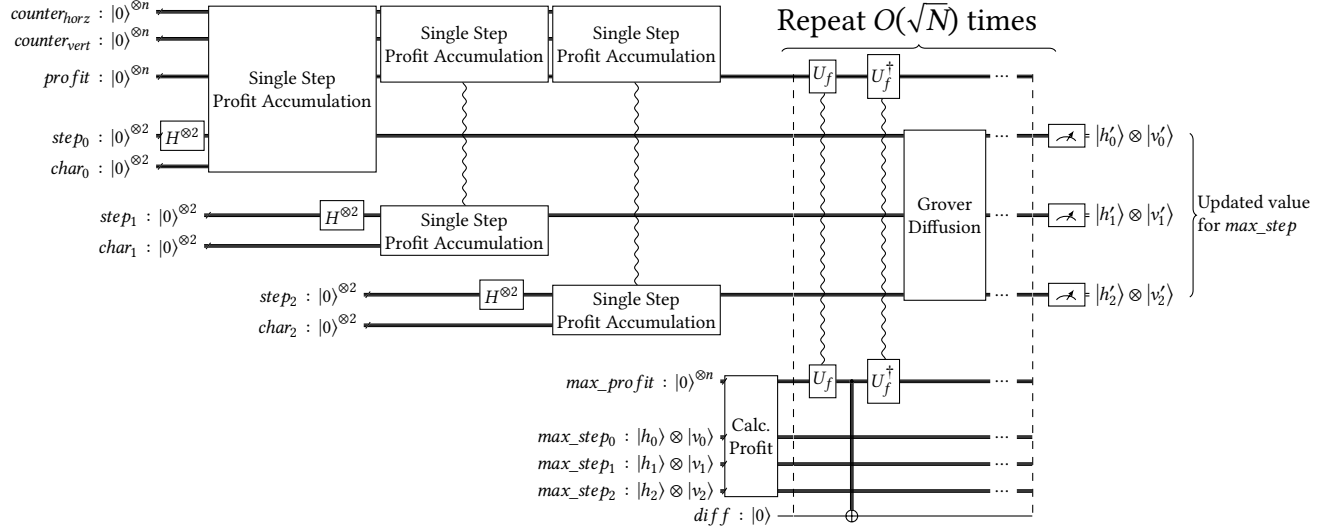 counter_horz : |0⟩^⊗n
Repeat O(√N) times
counter_vert : |0⟩^⊗n
Single Step
Profit Accumulation
Single Step
Profit Accumulation
Single Step
Profit Accumulation
profit : |0⟩^⊗n
U_f
U_f^†
...
step_0 : |0⟩^⊗2
H^⊗2
...
|h′_0⟩ ⊗ |v′_0⟩
char_0 : |0⟩^⊗2
step_1 : |0⟩^⊗2
H^⊗2
Single Step
Profit Accumulation
Grover
Diffusion
...
|h′_1⟩ ⊗ |v′_1⟩
Updated value
for max_step
char_1 : |0⟩^⊗2
step_2 : |0⟩^⊗2
H^⊗2
Single Step
Profit Accumulation
...
|h′_2⟩ ⊗ |v′_2⟩
char_2 : |0⟩^⊗2
max_profit : |0⟩^⊗n
U_f
U_f^†
...
Calc.
Profit
max_step_0 : |h_0⟩ ⊗ |v_0⟩
...
max_step_1 : |h_1⟩ ⊗ |v_1⟩
...
max_step_2 : |h_2⟩ ⊗ |v_2⟩
...
diff : |0⟩